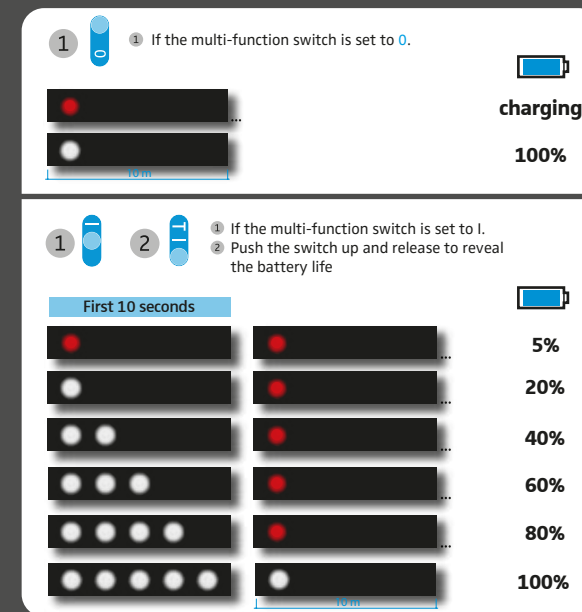 1 0 1 If the multi-function switch is set to 0.
charging
...
100%
10 m
1 I 2 T I 1 If the multi-function switch is set to I.
2 Push the switch up and release to reveal
the battery life
First 10 seconds
... 5%
... 20%
... 40%
... 60%
... 80%
100%
10 m